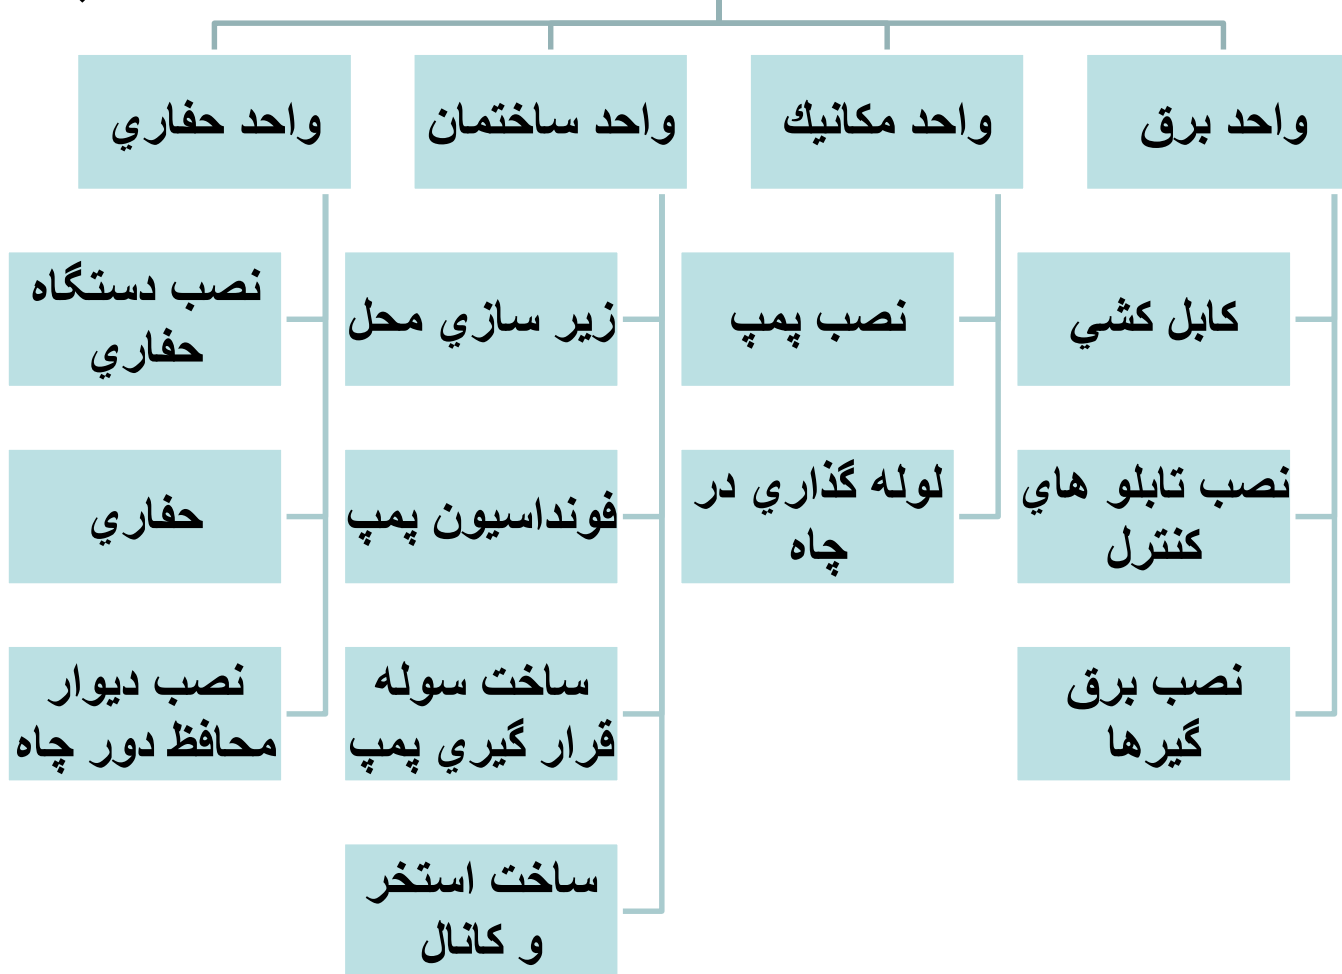 واحد برق
واحد مكانيك
واحد ساختمان
واحد حفاري
كابل كشي
نصب پمپ
زير سازي محل
نصب دستگاه
حفاري
نصب تابلو هاي
كنترل
لوله گذاري در
چاه
فونداسيون پمپ
حفاري
نصب برق
گيرها
ساخت سوله
قرار گيري پمپ
نصب ديوار
محافظ دور چاه
ساخت استخر
و كانال